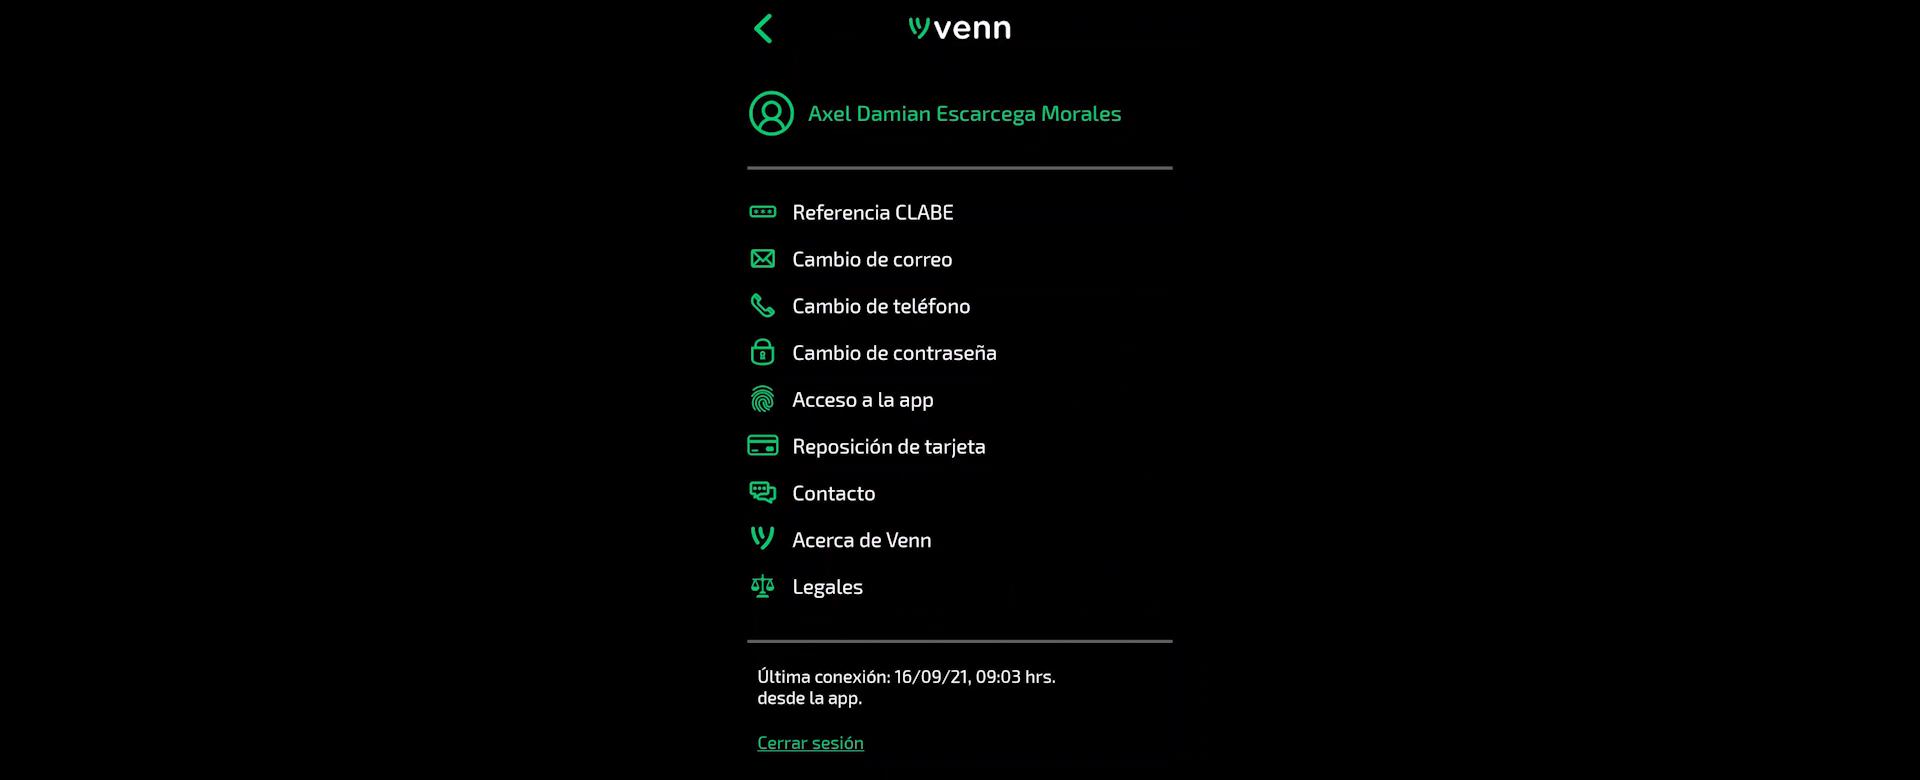 venn
Axel Damian Escarcega Morales
Referencia CLABE
Cambio de correo
Cambio de teléfono
Cambio de contraseña
Acceso a la app
Reposición de tarjeta
Contacto
Acerca de Venn
Legales
Última conexión: 16/09/21, 09:03 hrs.
desde la app.
Cerrar sesión